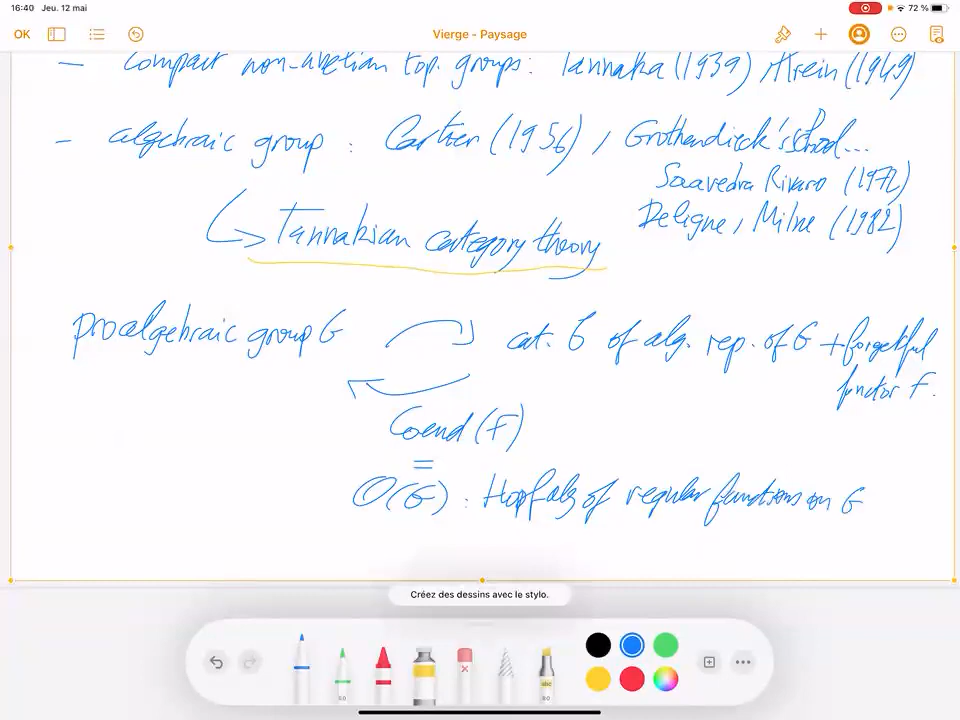 16:40 Jeu. 12 mai
72 %
OK
Vierge - Paysage
— Compact non-abelian top. groups: Tannaka (1939), Krein (1949)
— algebraic group : Cartier (1956), Grothendieck's school...
Saavedra Rivano (1972)
Deligne, Milne (1982)
↳ Tannakian category theory
proalgebraic group G
cat. G of alg. rep. of G + forgetful
functor F.
Coend (F)
=
O(G) : Hopf alg of regular functions on G
Créez des dessins avec le stylo.